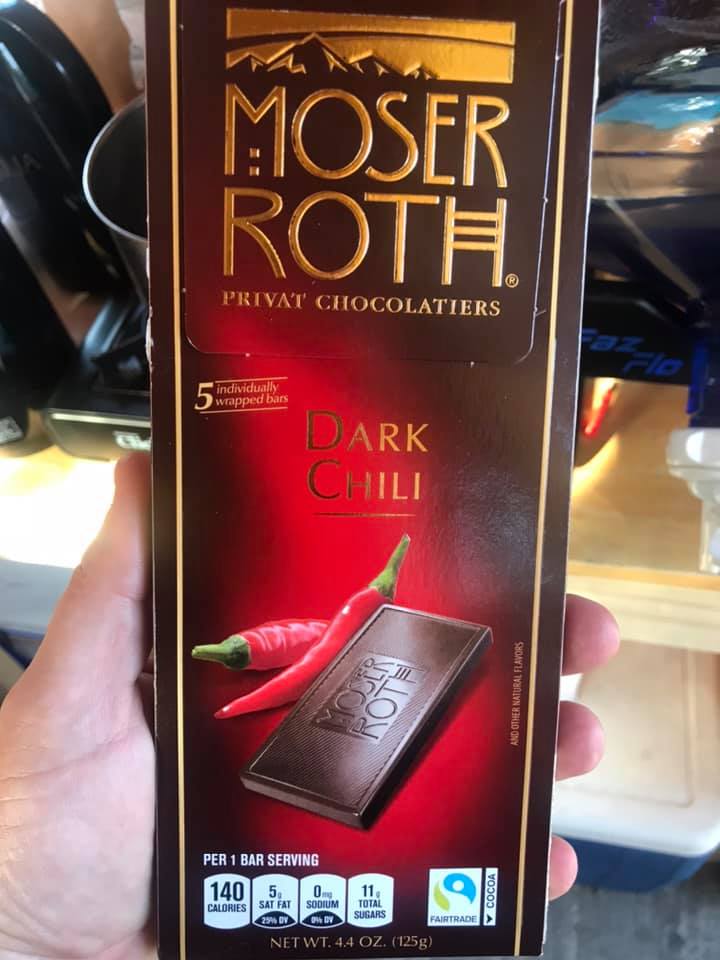 MOSER
ROTH®
PRIVAT CHOCOLATIERS
5 individually
wrapped bars
DARK
CHILI
MOSER
ROTH
AND OTHER NATURAL FLAVORS
PER 1 BAR SERVING
140
CALORIES
5g
SAT FAT
25% DV
0mg
SODIUM
0% DV
11g
TOTAL
SUGARS
FAIRTRADE
COCOA
NET WT. 4.4 OZ. (125g)
Flo